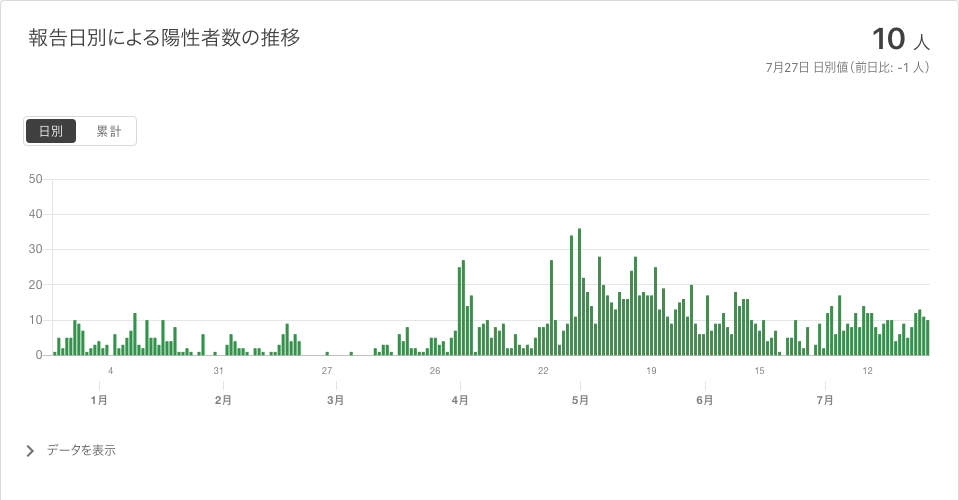 報告日別による陽性者数の推移
10 人
7月27日 日別値（前日比: -1 人）
日別 累計
50
40
30
20
10
0
4 31 27 26 22 19 15 12
1月 2月 3月 4月 5月 6月 7月
データを表示